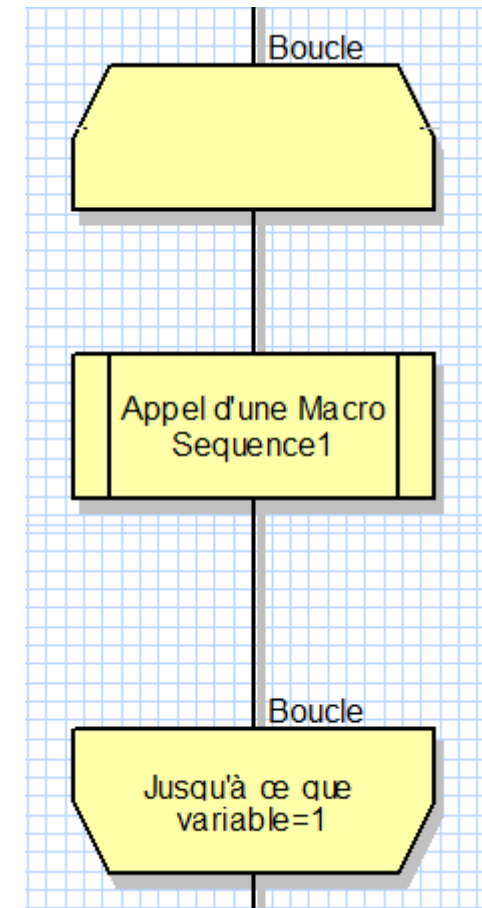 Boucle
Appel d'une Macro
Sequence1
Boucle
Jusqu'à ce que
variable=1